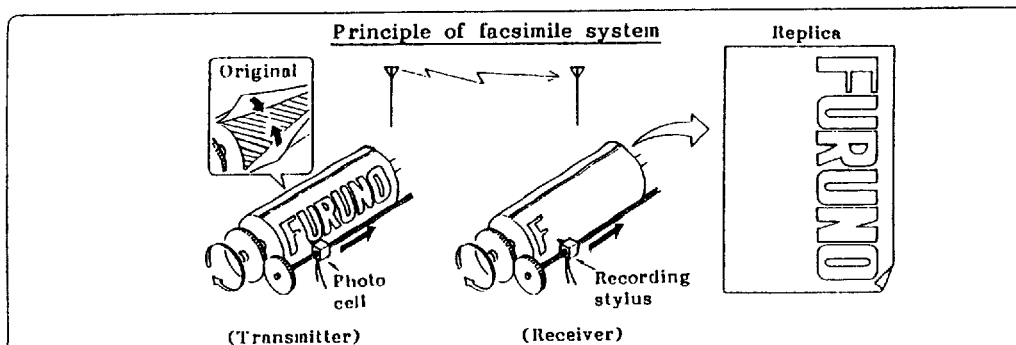 Principle of facsimile system
Replica
Original
FURUNO
F
FURUNO
Photo
cell
Recording
stylus
(Transmitter)
(Receiver)